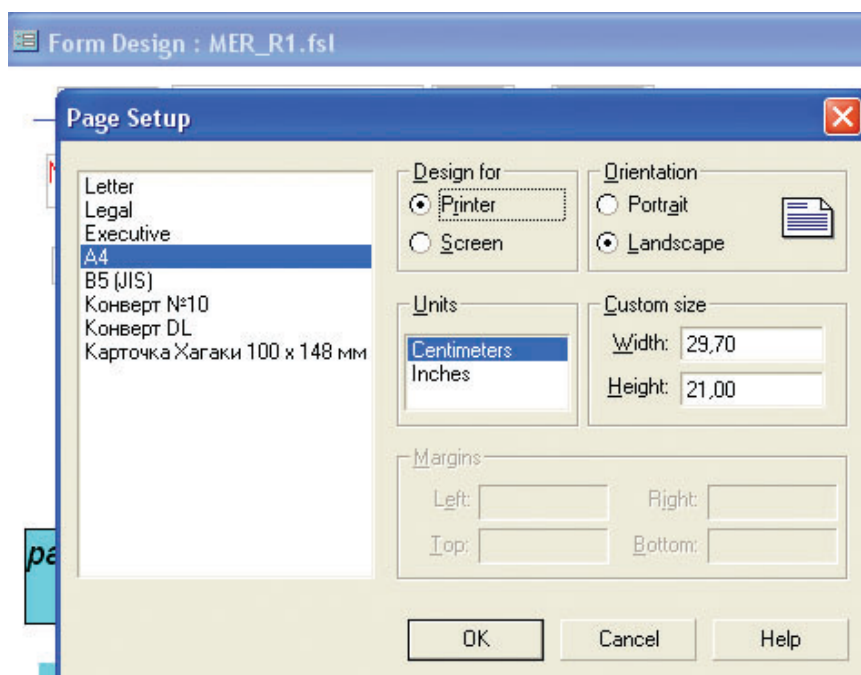 Form Design : MER_R1.fsl
Page Setup
Letter
Legal
Executive
A4
B5 (JIS)
Конверт №10
Конверт DL
Карточка Хагаки 100 x 148 мм
Design for
Printer
Screen
Orientation
Portrait
Landscape
Units
Centimeters
Inches
Custom size
Width: 29,70
Height: 21,00
Margins
Left:
Right:
Top:
Bottom:
OK
Cancel
Help